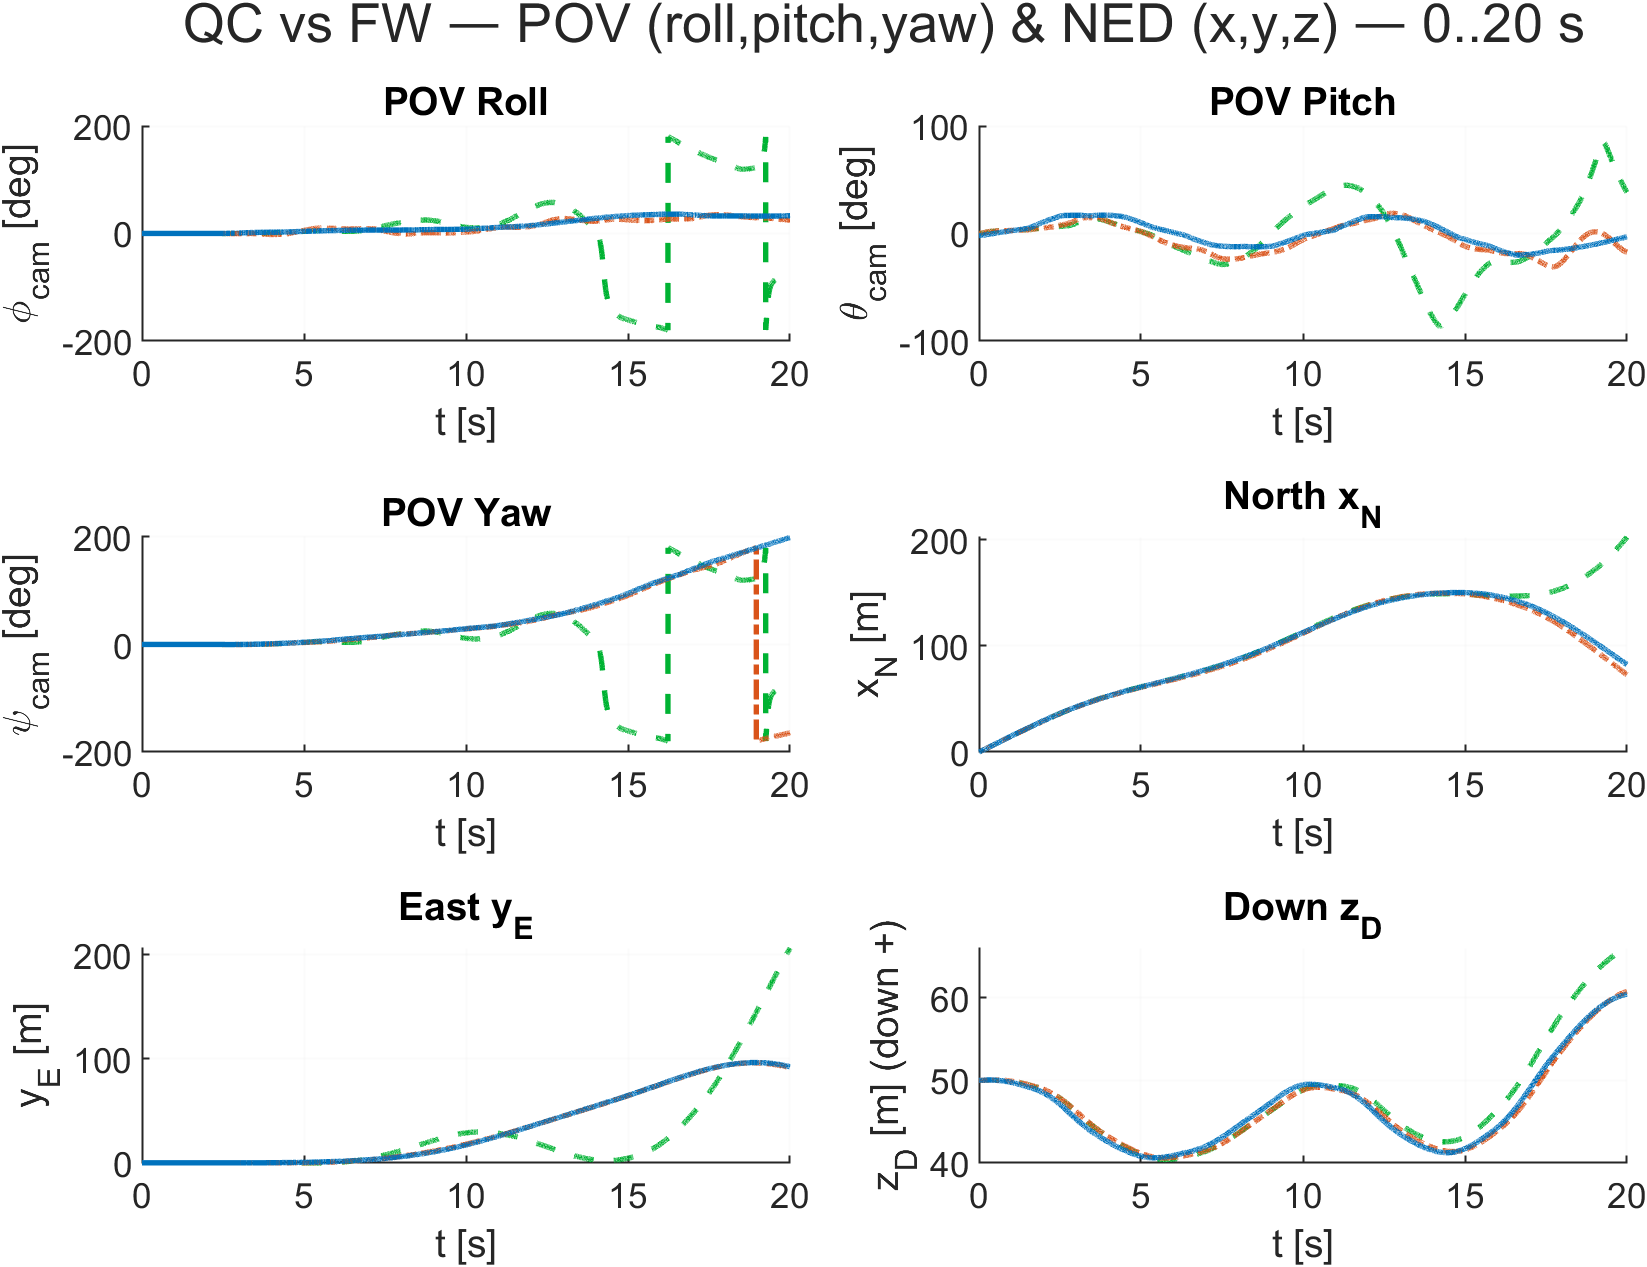 QC vs FW — POV (roll,pitch,yaw) & NED (x,y,z) — 0..20 s
POV Roll
ϕcam [deg]
200
0
-200
0 5 10 15 20
t [s]
POV Pitch
θcam [deg]
100
0
-100
0 5 10 15 20
t [s]
POV Yaw
ψcam [deg]
200
0
-200
0 5 10 15 20
t [s]
North xN
xN [m]
200
100
0
0 5 10 15 20
t [s]
East yE
yE [m]
200
100
0
0 5 10 15 20
t [s]
Down zD
zD [m] (down +)
60
50
40
0 5 10 15 20
t [s]